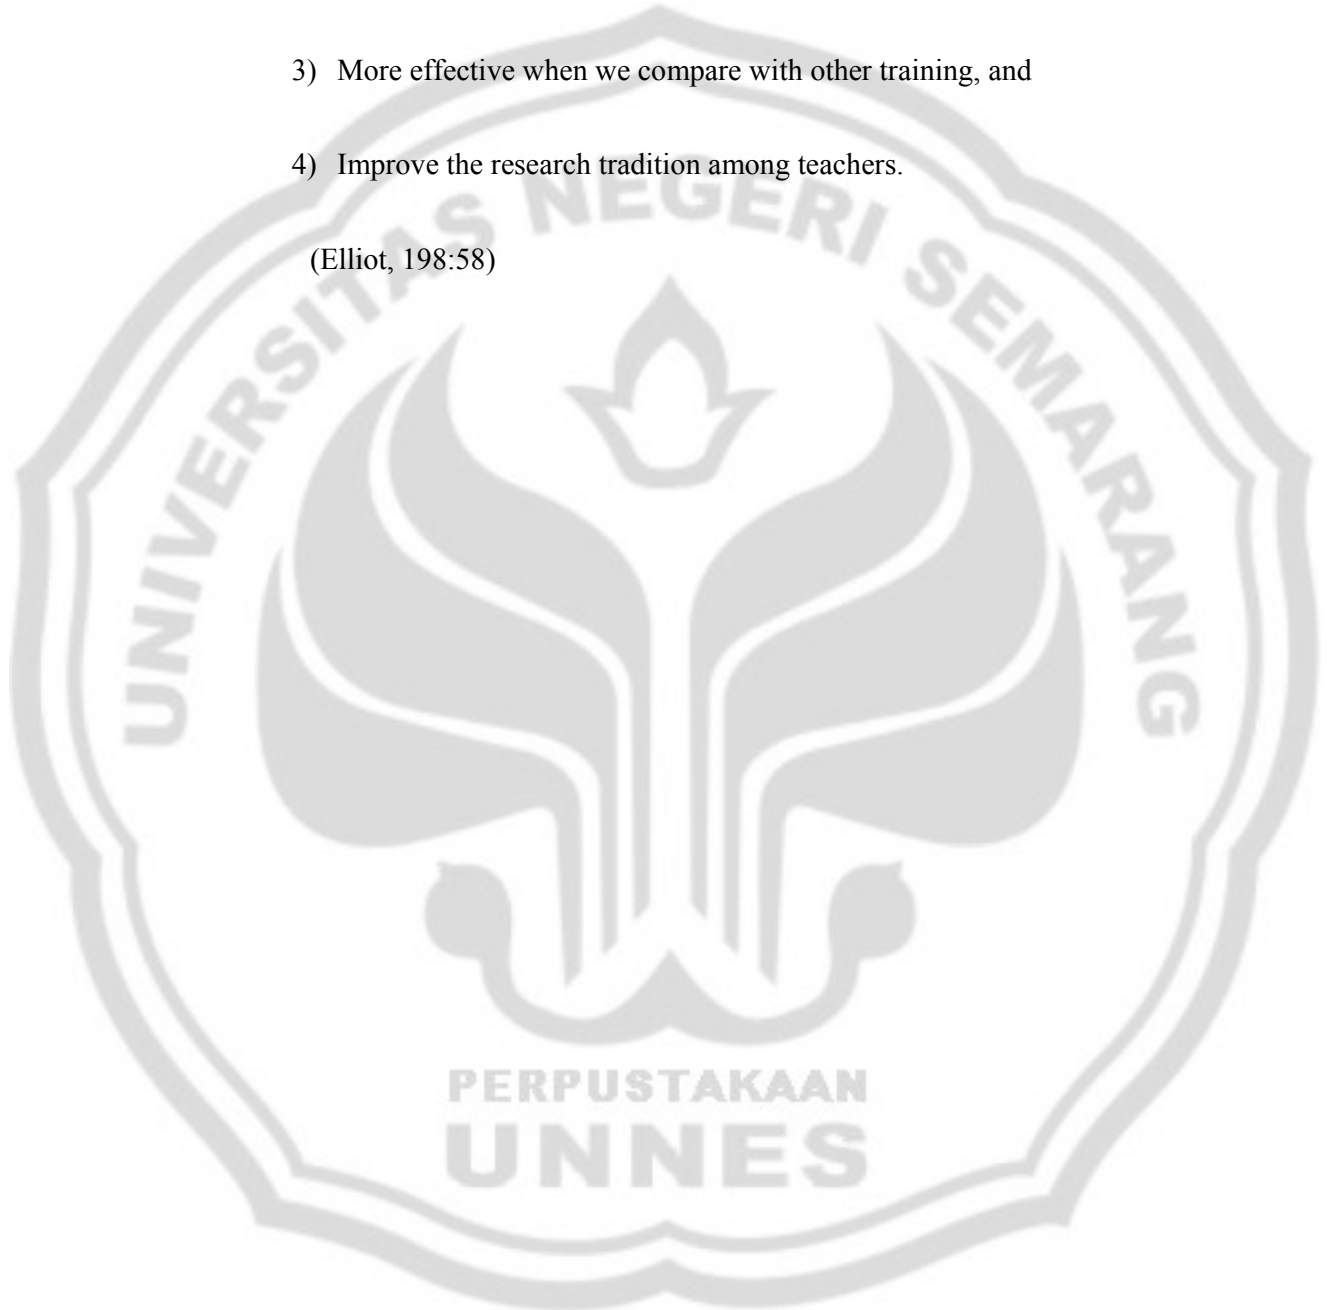 3) More effective when we compare with other training, and
4) Improve the research tradition among teachers.
(Elliot, 198:58)
UNIVERSITAS NEGERI SEMARANG
PERPUSTAKAAN
UNNES